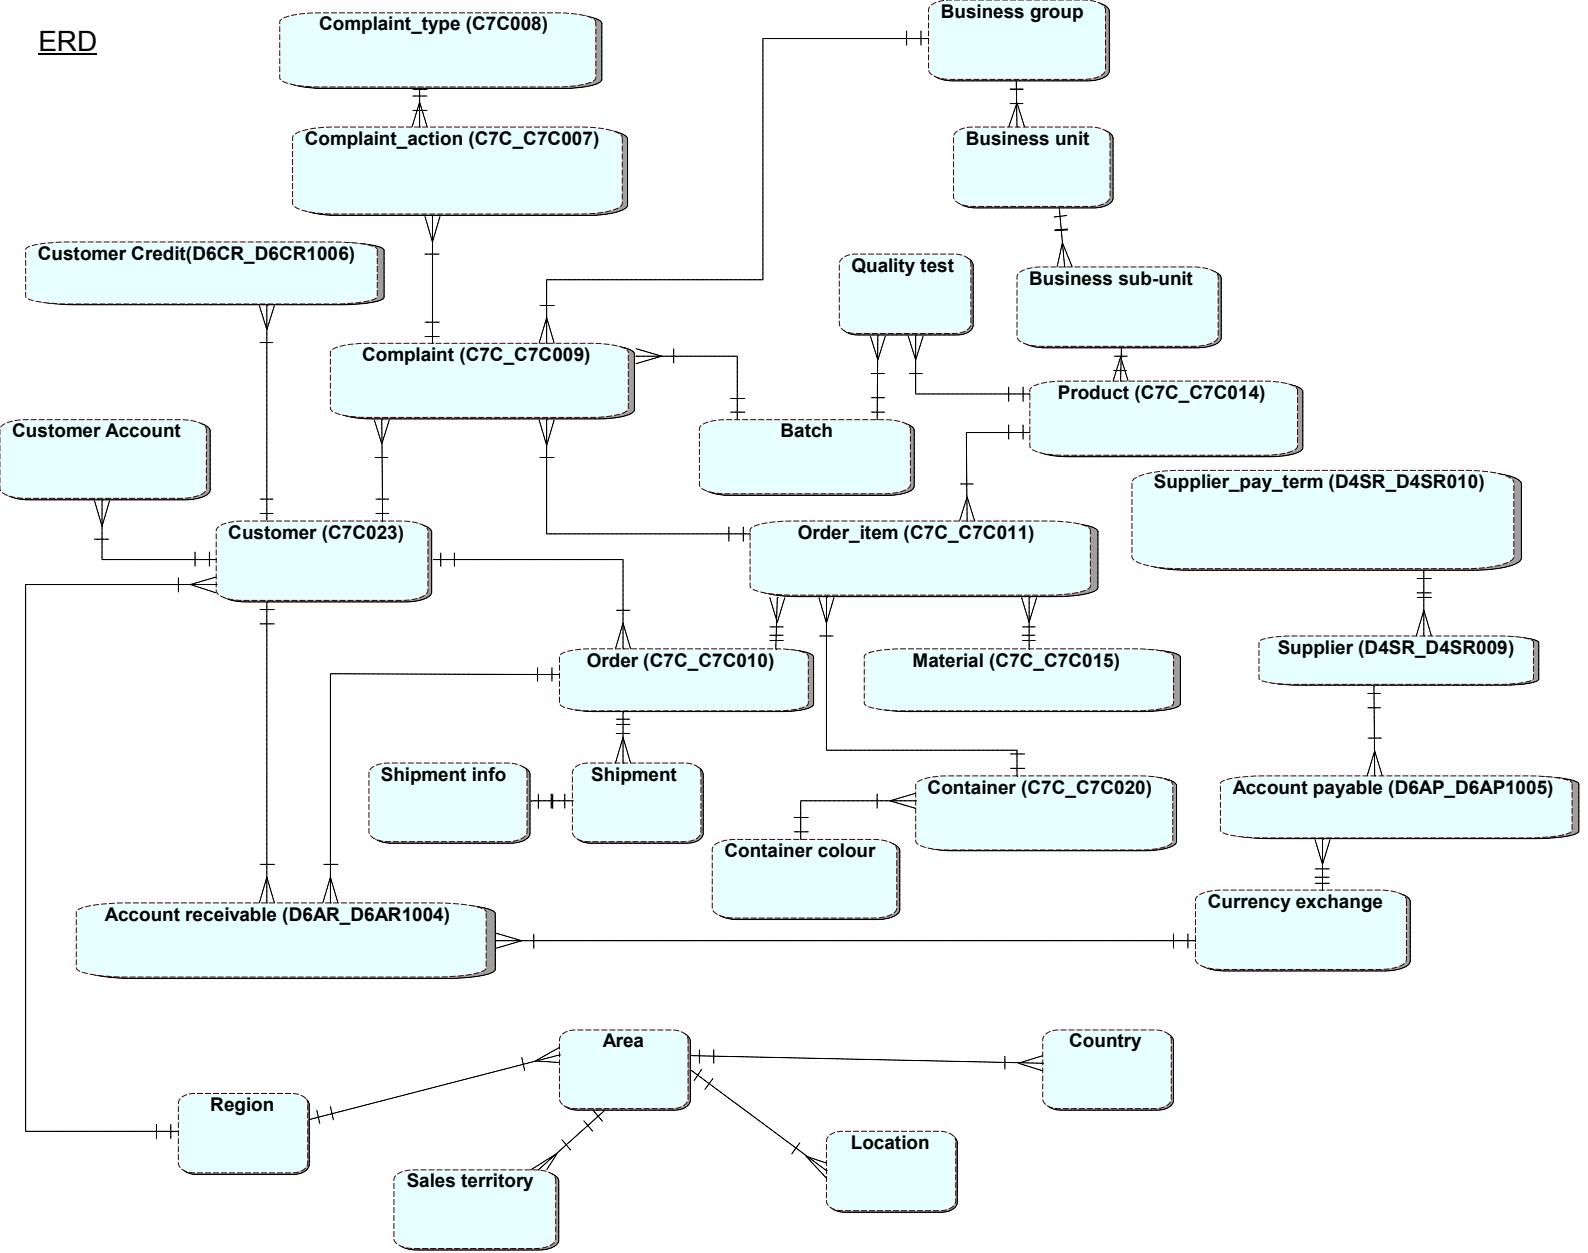 ERD
Complaint_type (C7C008)
Business group
Complaint_action (C7C_C7C007)
Business unit
Customer Credit(D6CR_D6CR1006)
Quality test
Business sub-unit
Complaint (C7C_C7C009)
Product (C7C_C7C014)
Customer Account
Batch
Supplier_pay_term (D4SR_D4SR010)
Customer (C7C023)
Order_item (C7C_C7C011)
Order (C7C_C7C010)
Material (C7C_C7C015)
Supplier (D4SR_D4SR009)
Shipment info
Shipment
Container (C7C_C7C020)
Account payable (D6AP_D6AP1005)
Container colour
Currency exchange
Account receivable (D6AR_D6AR1004)
Area
Country
Region
Location
Sales territory